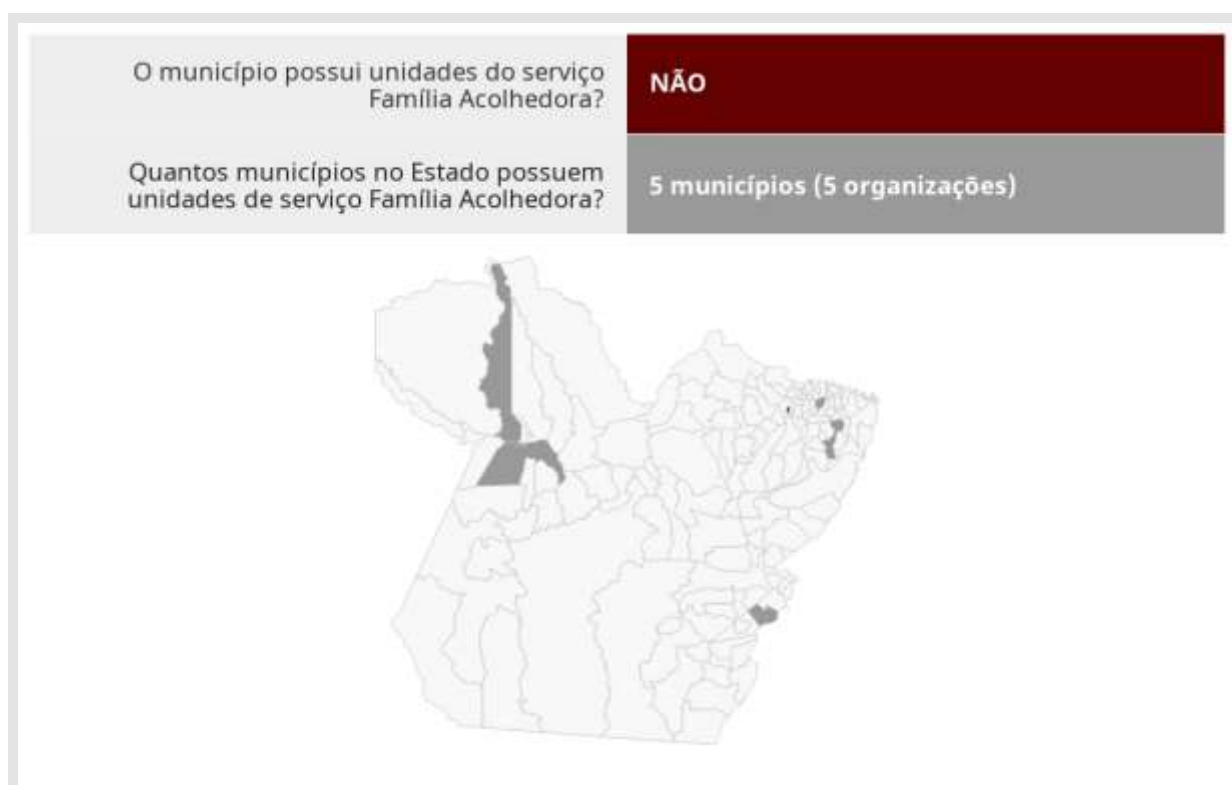 O município possui unidades do serviço
Família Acolhedora?
NÃO
Quantos municípios no Estado possuem
unidades de serviço Família Acolhedora?
5 municípios (5 organizações)